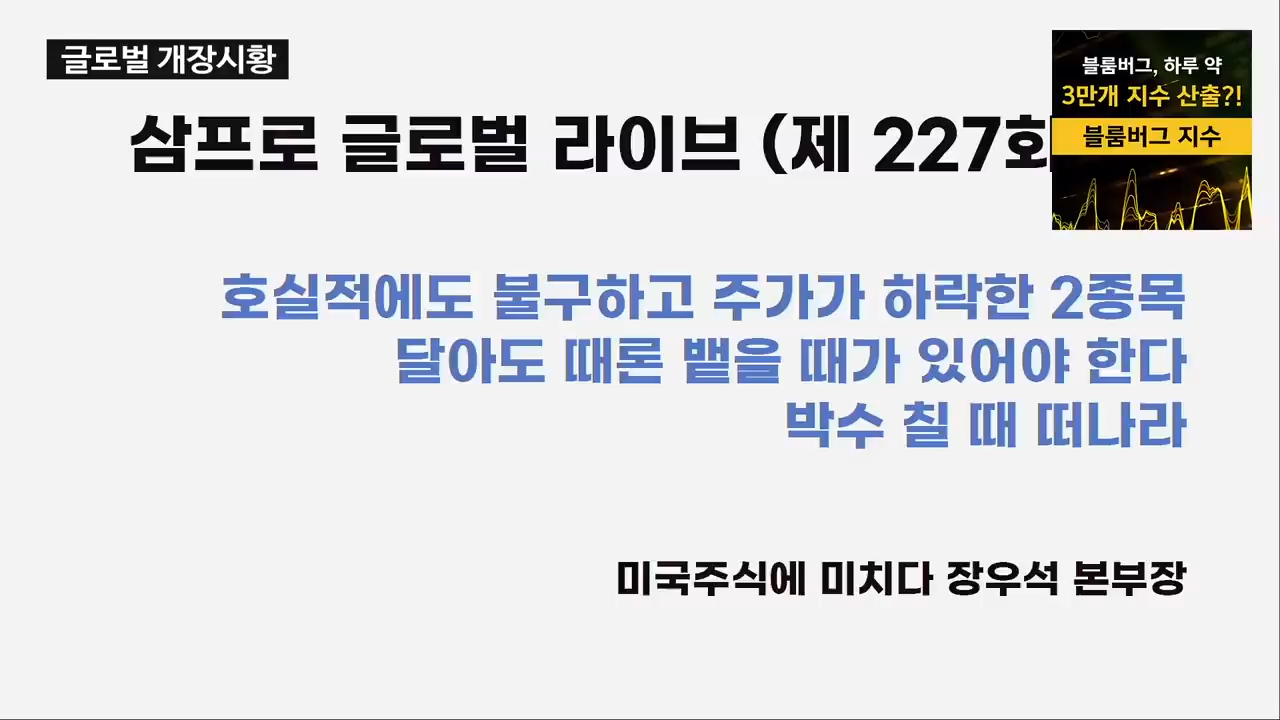 글로벌 개장시황
블룸버그, 하루 약
3만개 지수 산출?!
블룸버그 지수
삼프로 글로벌 라이브 (제 227회
호실적에도 불구하고 주가가 하락한 2종목
달아도 때론 뱉을 때가 있어야 한다
박수 칠 때 떠나라
미국주식에 미치다 장우석 본부장